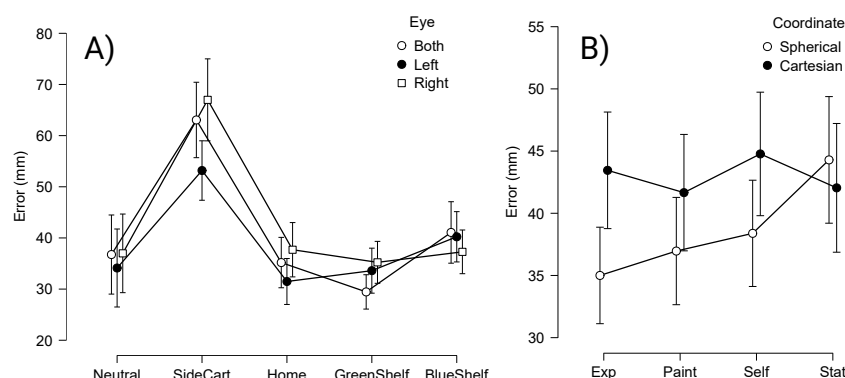 A)
Eye
Both
Left
Right
Error (mm)
80
70
60
50
40
30
20
Neutral SideCart Home GreenShelf BlueShelf
B)
Coordinate
Spherical
Cartesian
Error (mm)
55
50
45
40
35
30
Exp Paint Self Stat